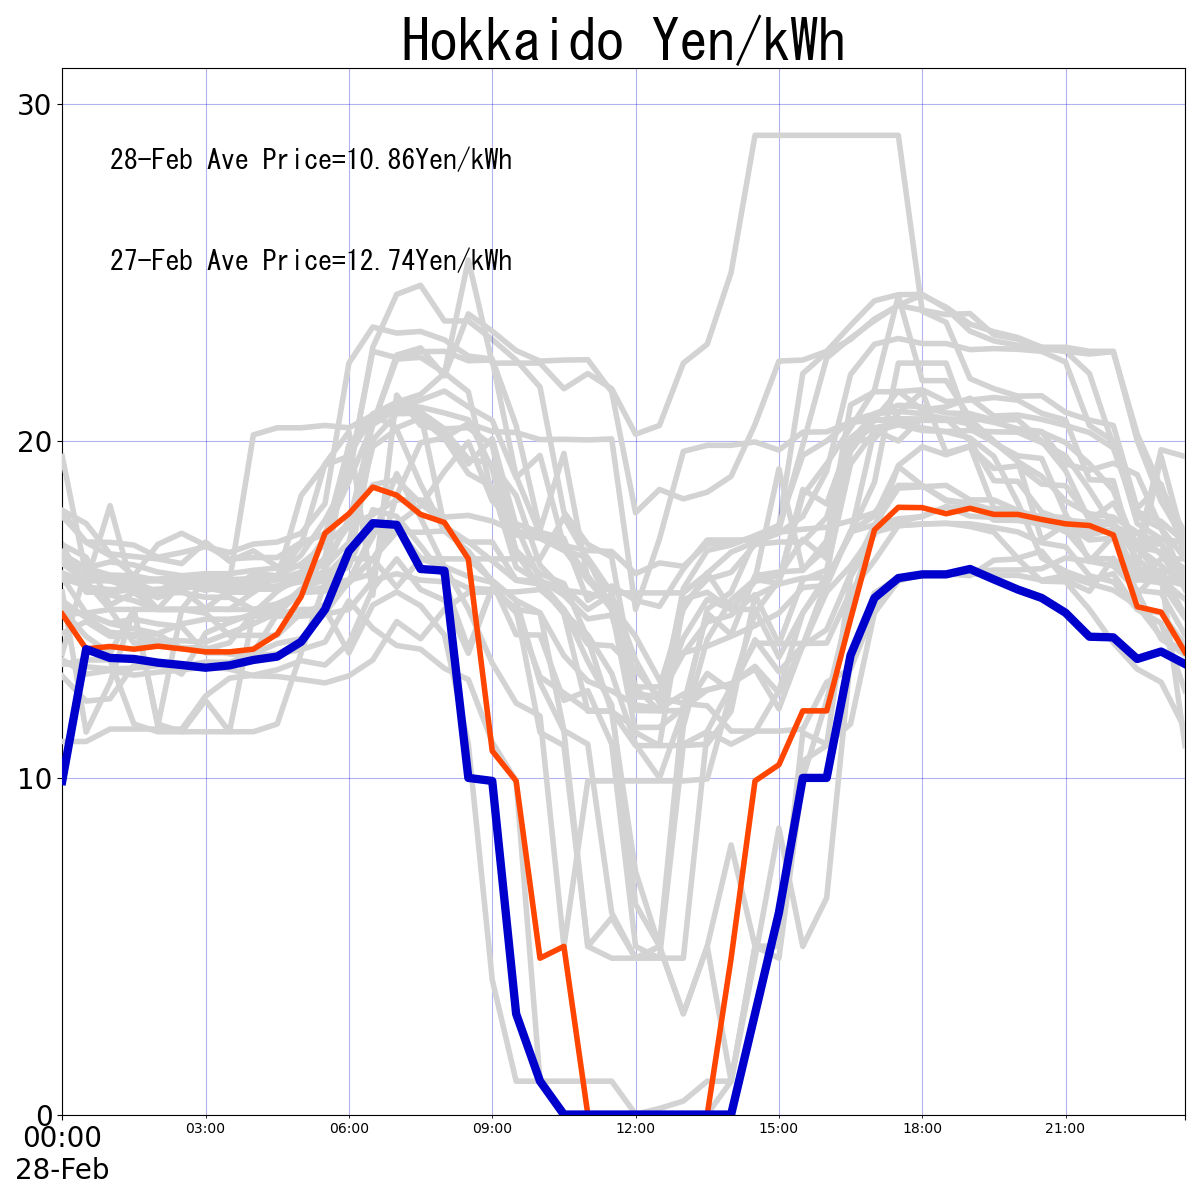 Hokkaido Yen/kWh
30
28-Feb Ave Price=10.86Yen/kWh
27-Feb Ave Price=12.74Yen/kWh
20
10
0
00:00 03:00 06:00 09:00 12:00 15:00 18:00 21:00
28-Feb